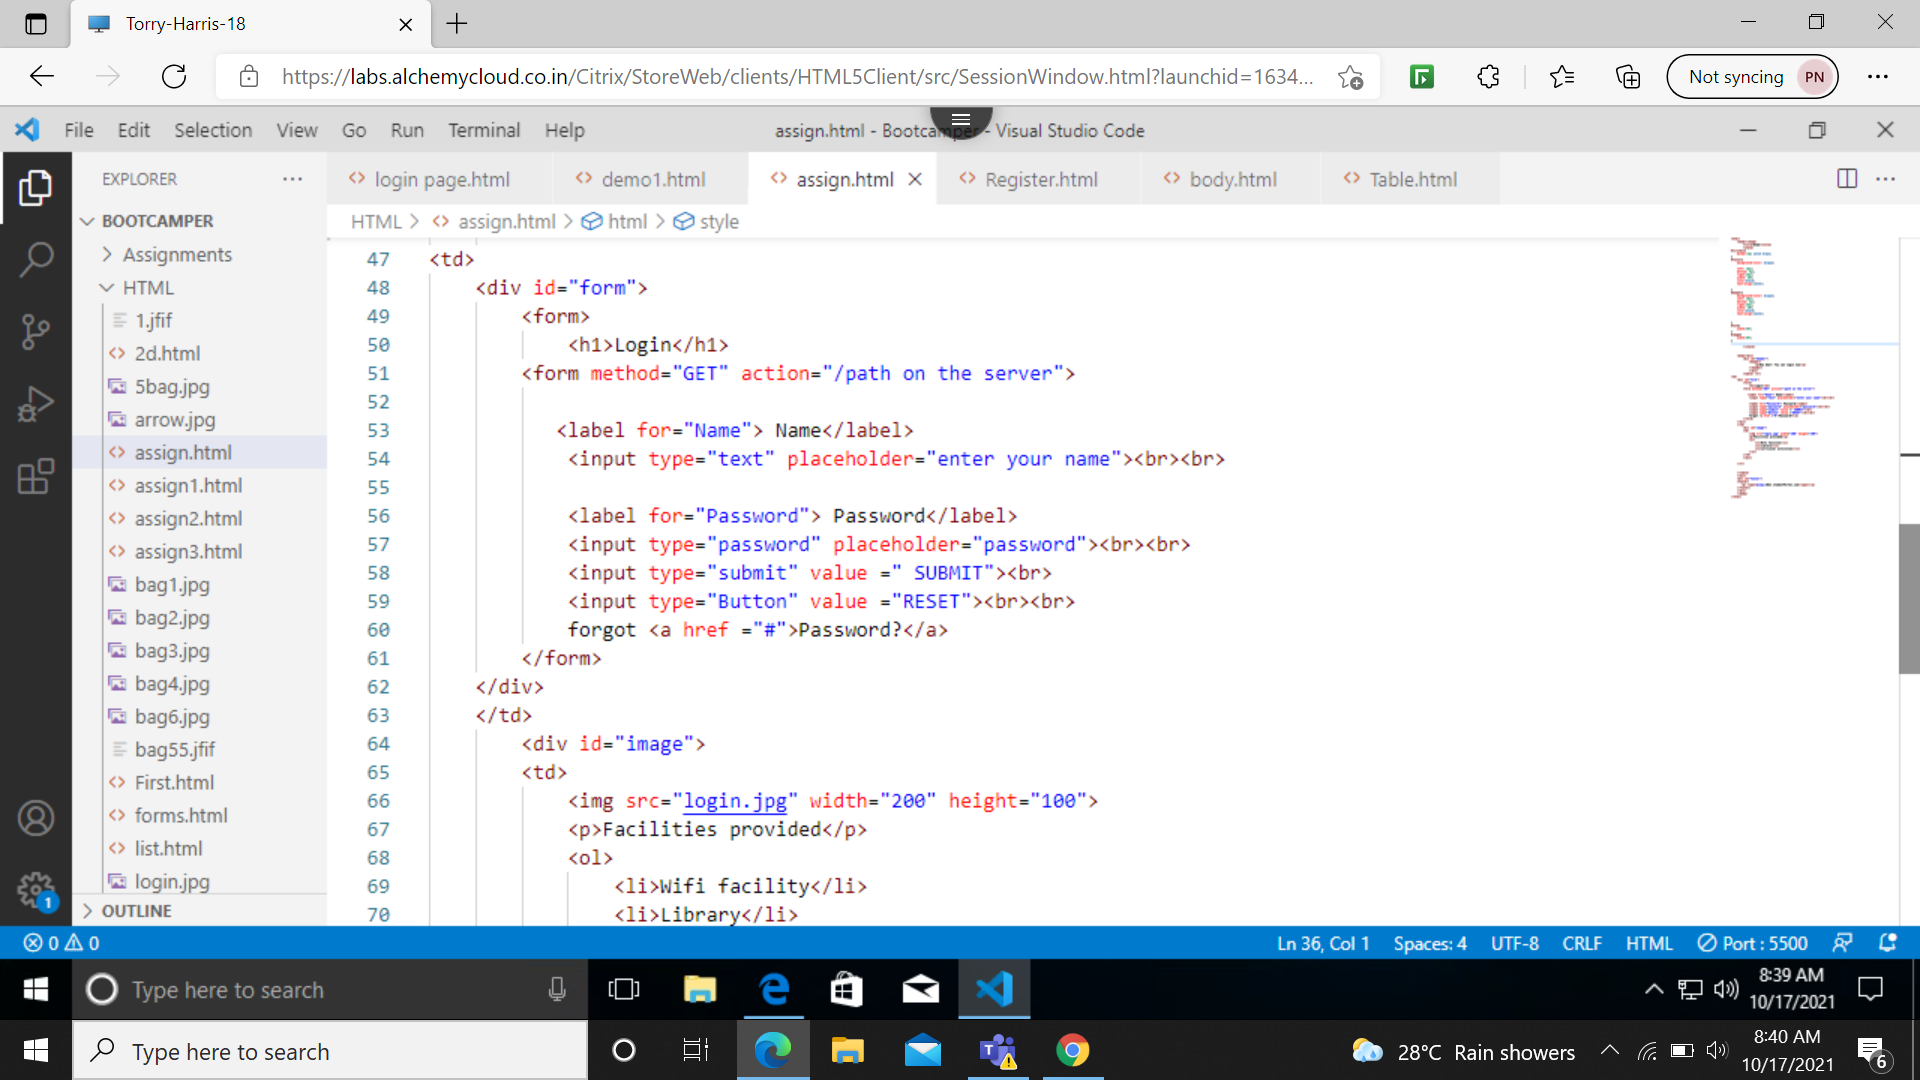 Torry-Harris-18
https://labs.alchemycloud.co.in/Citrix/StoreWeb/clients/HTML5Client/src/SessionWindow.html?launchid=1634...
Not syncing PN
File Edit Selection View Go Run Terminal Help
assign.html - Bootcamper - Visual Studio Code
EXPLORER
login page.html demo1.html assign.html Register.html body.html Table.html
HTML > assign.html > html > style
BOOTCAMPER
Assignments
HTML
1.jfif
2d.html
5bag.jpg
arrow.jpg
assign.html
assign1.html
assign2.html
assign3.html
bag1.jpg
bag2.jpg
bag3.jpg
bag4.jpg
bag6.jpg
bag55.jfif
First.html
forms.html
list.html
login.jpg
OUTLINE
1
47 <td>
48 <div id="form">
49 <form>
50 <h1>Login</h1>
51 <form method="GET" action="/path on the server">
52
53 <label for="Name"> Name</label>
54 <input type="text" placeholder="enter your name"><br><br>
55
56 <label for="Password"> Password</label>
57 <input type="password" placeholder="password"><br><br>
58 <input type="submit" value =" SUBMIT"><br>
59 <input type="Button" value ="RESET"><br><br>
60 forgot <a href ="#">Password?</a>
61 </form>
62 </div>
63 </td>
64 <div id="image">
65 <td>
66 <img src="login.jpg" width="200" height="100">
67 <p>Facilities provided</p>
68 <ol>
69 <li>Wifi facility</li>
70 <li>Library</li>
0 0
Ln 36, Col 1 Spaces: 4 UTF-8 CRLF HTML Port : 5500
Type here to search
8:39 AM
10/17/2021
Type here to search
28°C Rain showers
8:40 AM
10/17/2021
6